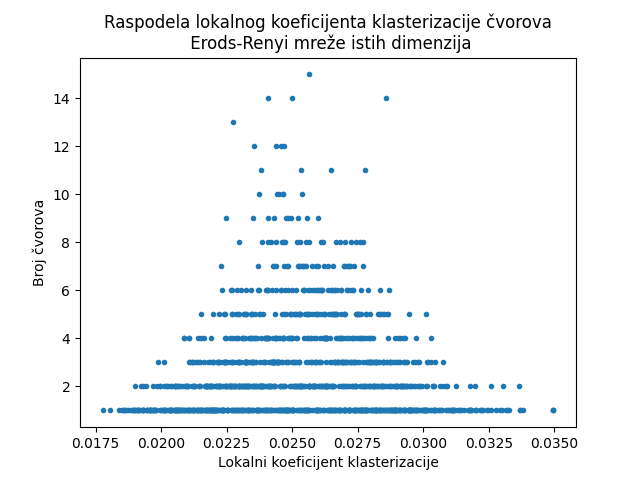 Raspodela lokalnog koeficijenta klasterizacije čvorova
Erods-Renyi mreže istih dimenzija
14
12
10
8
6
4
2
Broj čvorova
0.0175 0.0200 0.0225 0.0250 0.0275 0.0300 0.0325 0.0350
Lokalni koeficijent klasterizacije